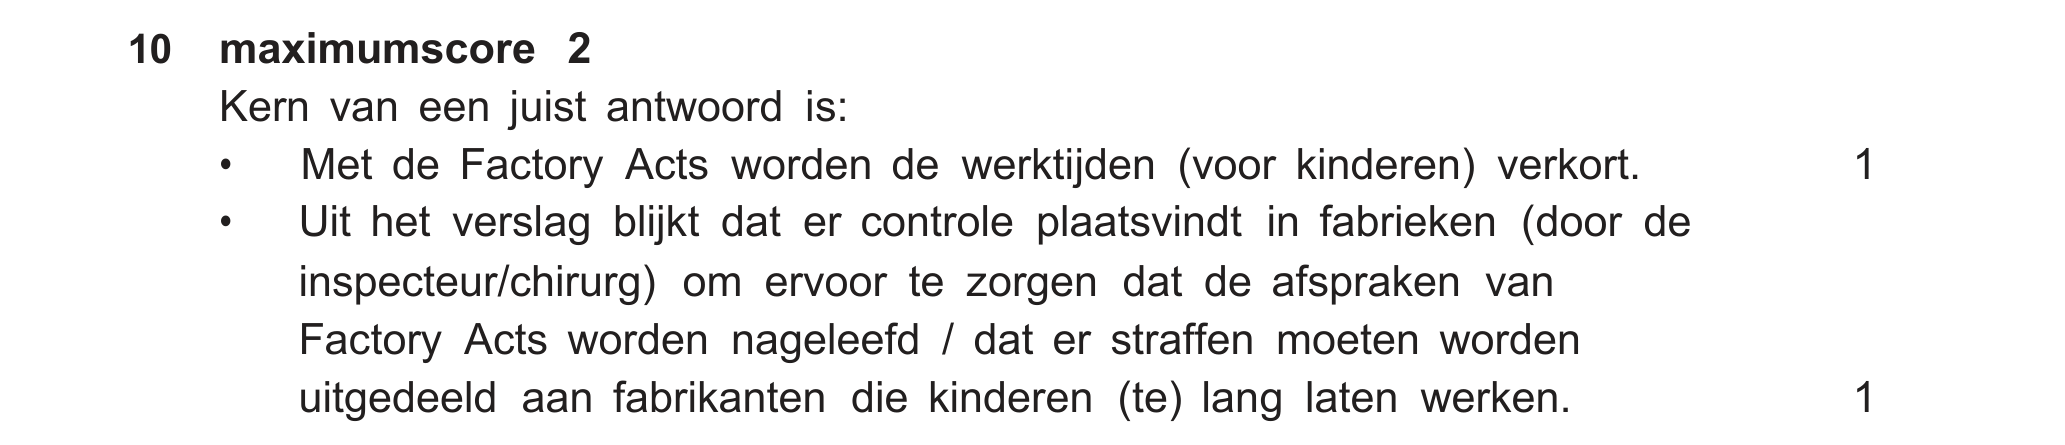 10 maximumscore 2
Kern van een juist antwoord is:
• Met de Factory Acts worden de werktijden (voor kinderen) verkort. 1
• Uit het verslag blijkt dat er controle plaatsvindt in fabrieken (door de
inspecteur/chirurg) om ervoor te zorgen dat de afspraken van
Factory Acts worden nageleefd / dat er straffen moeten worden
uitgedeeld aan fabrikanten die kinderen (te) lang laten werken. 1